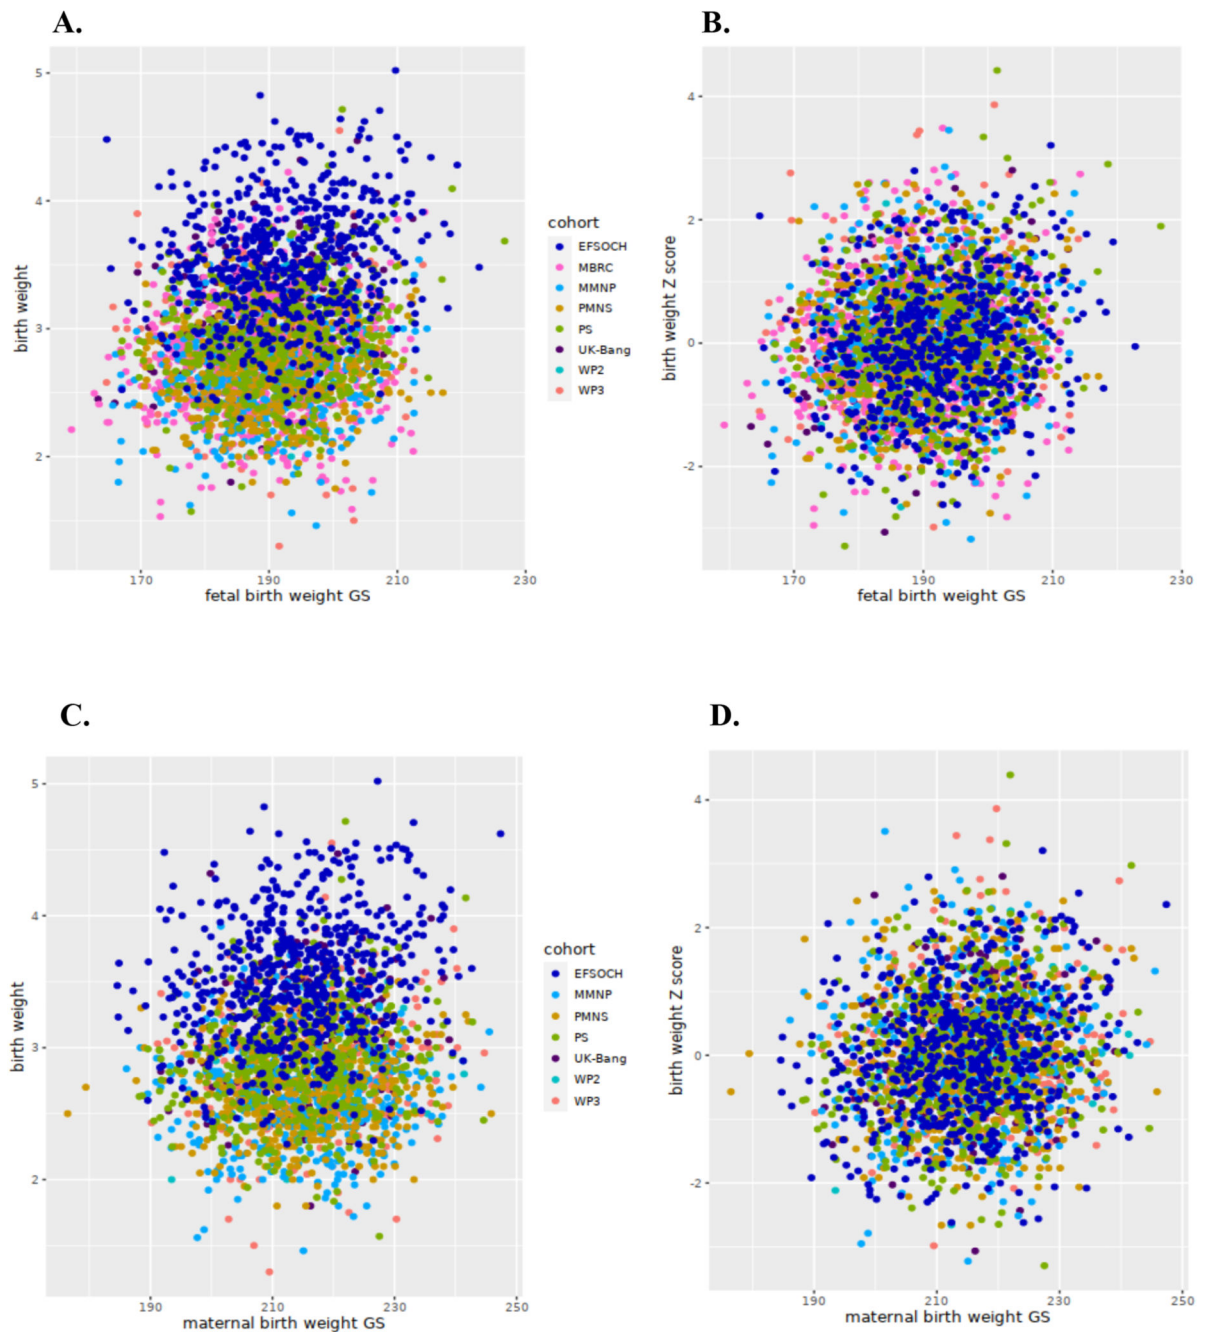 A.
B.
5
4
3
2
birth weight
170
190
210
230
fetal birth weight GS
cohort
EFSOCH
MBRC
MMNP
PMNS
PS
UK-Bang
WP2
WP3
4
2
0
-2
birth weight Z score
170
190
210
230
fetal birth weight GS
C.
D.
5
4
3
2
birth weight
190
210
230
250
maternal birth weight GS
cohort
EFSOCH
MMNP
PMNS
PS
UK-Bang
WP2
WP3
4
2
0
-2
birth weight Z score
190
210
230
250
maternal birth weight GS